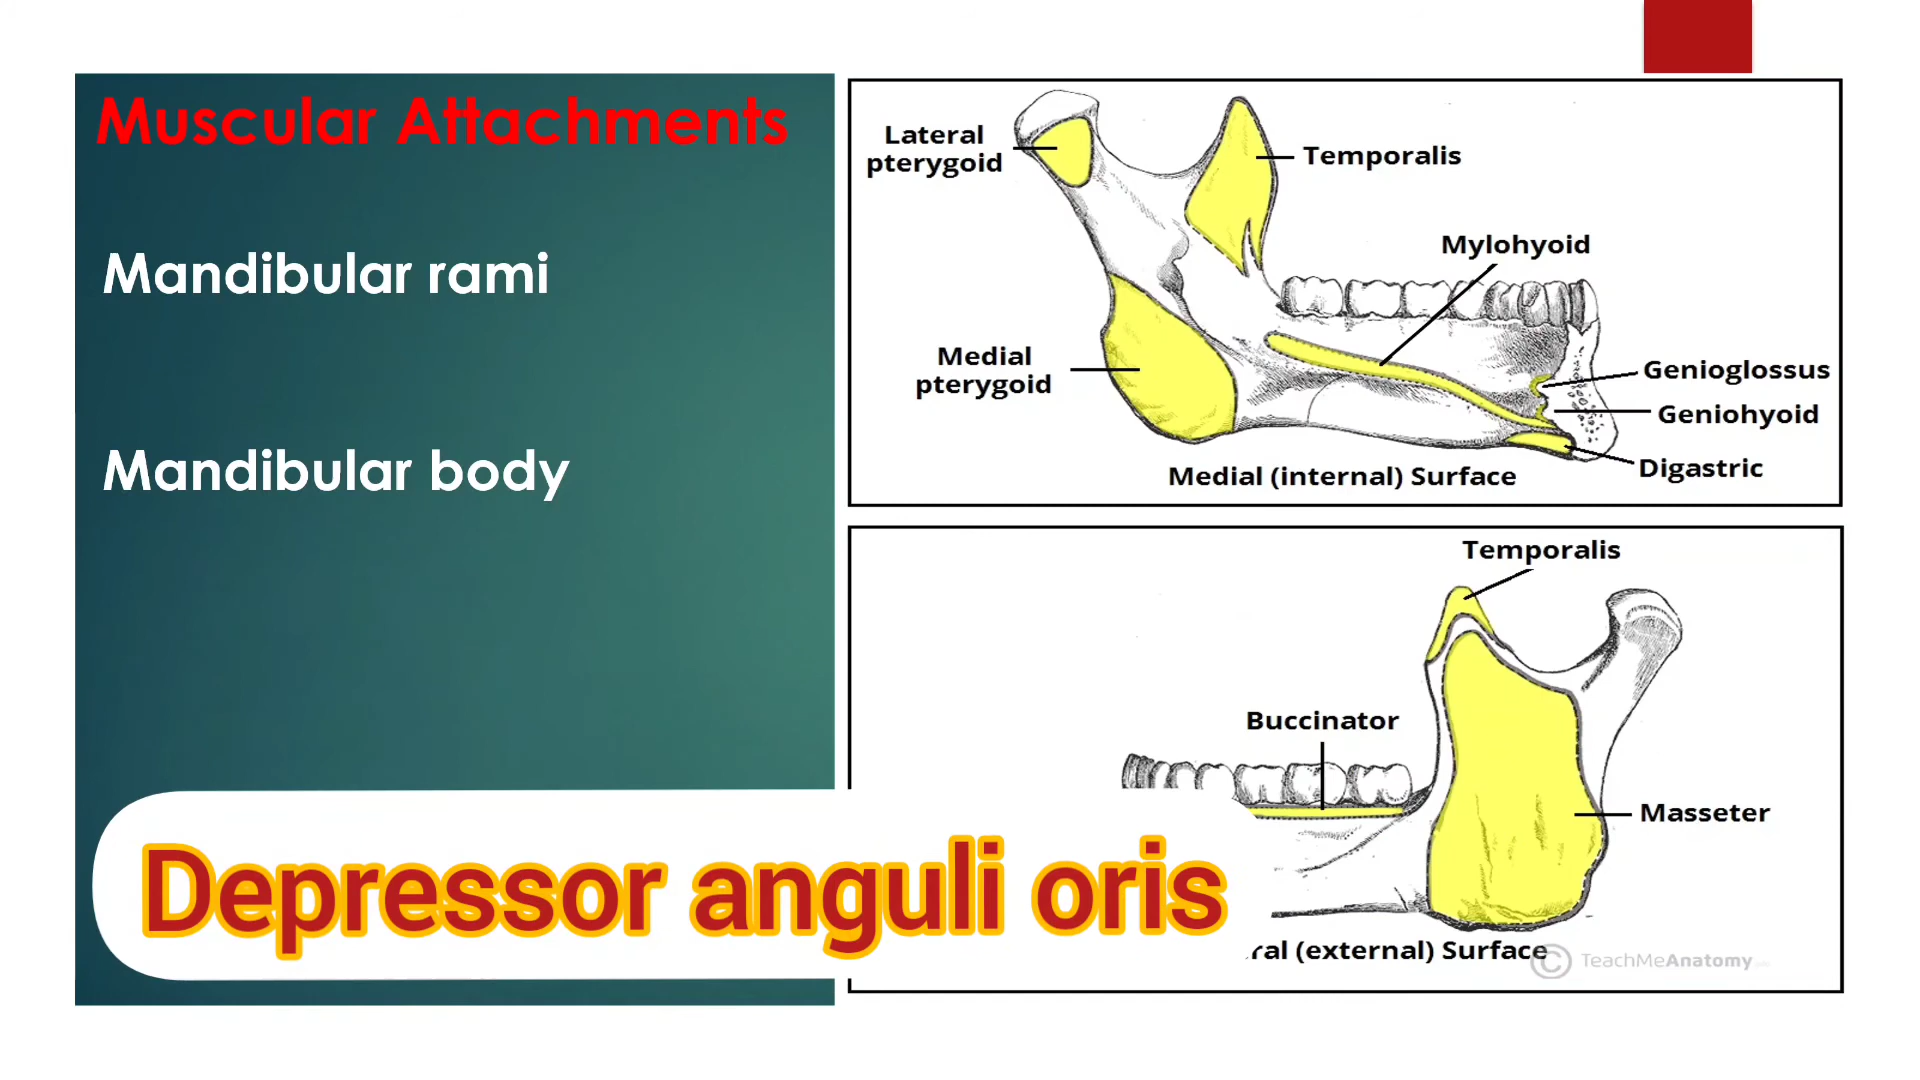 Muscular Attachments
Mandibular rami
Mandibular body
Lateral
pterygoid
Temporalis
Mylohyoid
Medial
pterygoid
Genioglossus
Geniohyoid
Digastric
Medial (internal) Surface
Temporalis
Buccinator
Masseter
Depressor anguli oris
ral (external) Surface
© TeachMeAnatomy